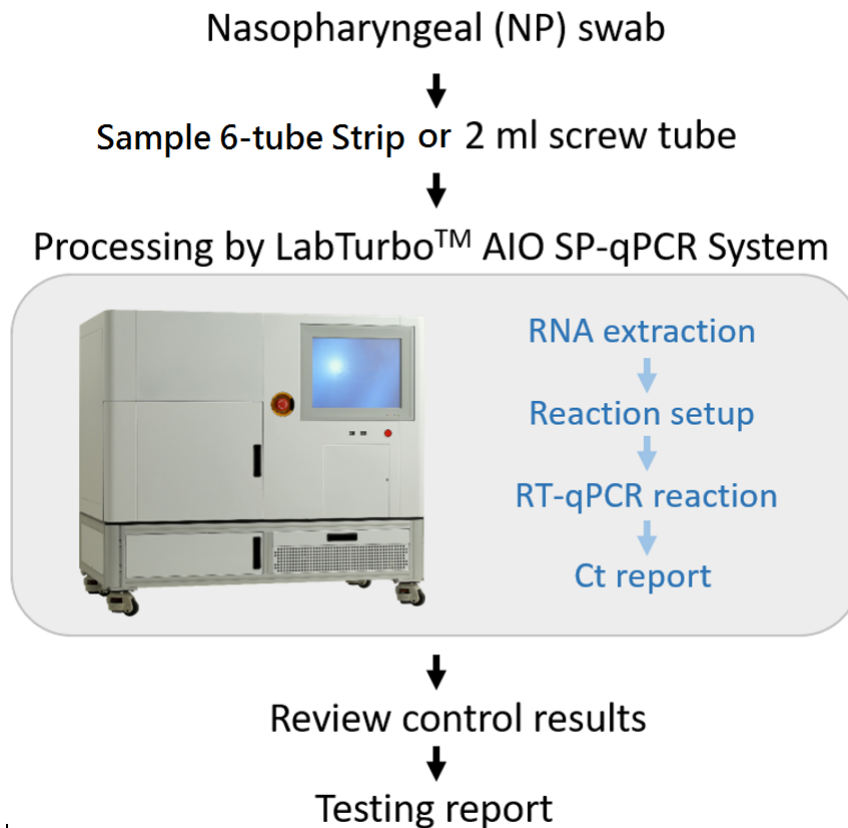 Nasopharyngeal (NP) swab
Sample 6-tube Strip or 2 ml screw tube
Processing by LabTurbo™ AIO SP-qPCR System
RNA extraction
Reaction setup
RT-qPCR reaction
Ct report
Review control results
Testing report